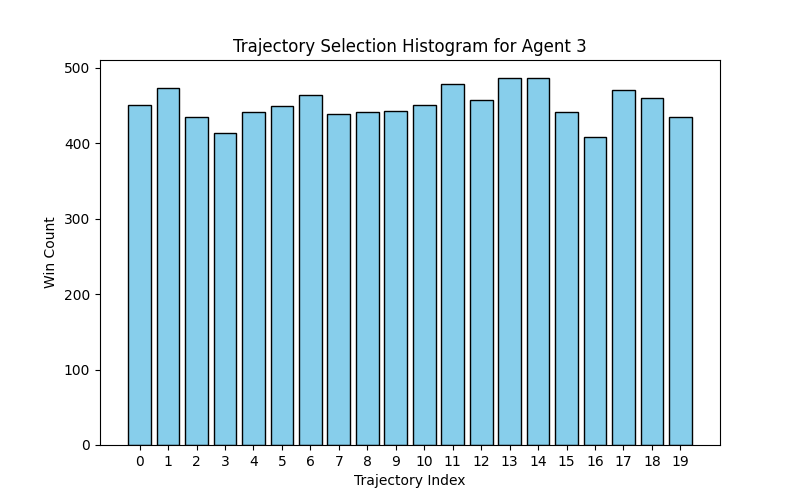 Trajectory Selection Histogram for Agent 3
500
400
300
200
100
0
Win Count
0 1 2 3 4 5 6 7 8 9 10 11 12 13 14 15 16 17 18 19
Trajectory Index